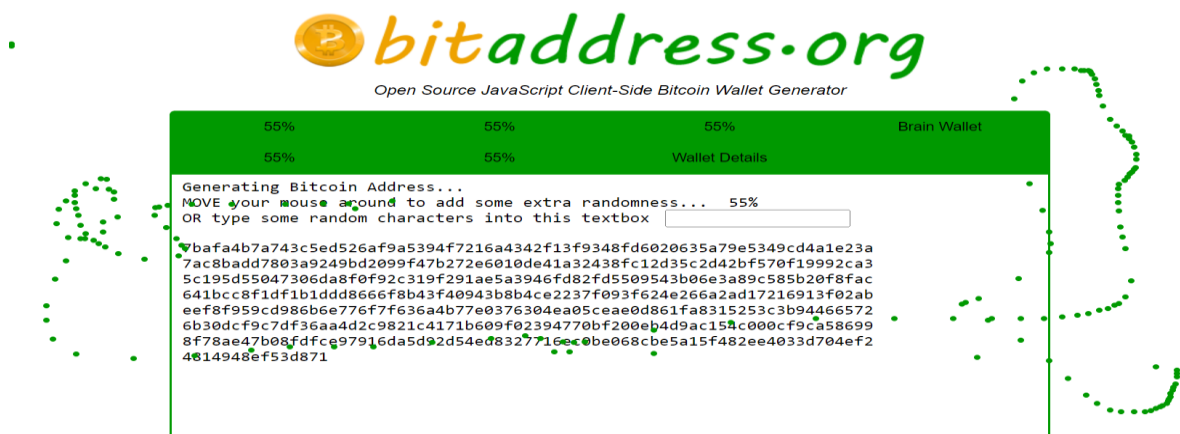 bitaddress.org
Open Source JavaScript Client-Side Bitcoin Wallet Generator
55% 55% 55% Brain Wallet
55% 55% Wallet Details
Generating Bitcoin Address...
MOVE your mouse around to add some extra randomness... 55%
OR type some random characters into this textbox
7bafa4b7a743c5ed526af9a5394f7216a4342f13f9348fd6020635a79e5349cd4a1e23a
7ac8badd7803a9249bd2099f47b272e6010de41a32438fc12d35c2d42bf570f19992ca3
5c195d55047306da8f0f92c319f291ae5a3946fd82fd5509543b06e3a89c585b20f8fac
641bcc8f1df1b1ddd8666f8b43f40943b8b4ce2237f093f624e266a2ad17216913f02ab
eef8f959cd986b6e776f7f636a4b77e0376304ea05ceae0d861fa8315253c3b94466572
6b30dcf9c7df36aa4d2c9821c4171b609f02394770bf200eb4d9ac154c000cf9ca58699
8f78ae47b08fdfce97916da5d92d54ed8327716ec0be068cbe5a15f482ee4033d704ef2
4814948ef53d871